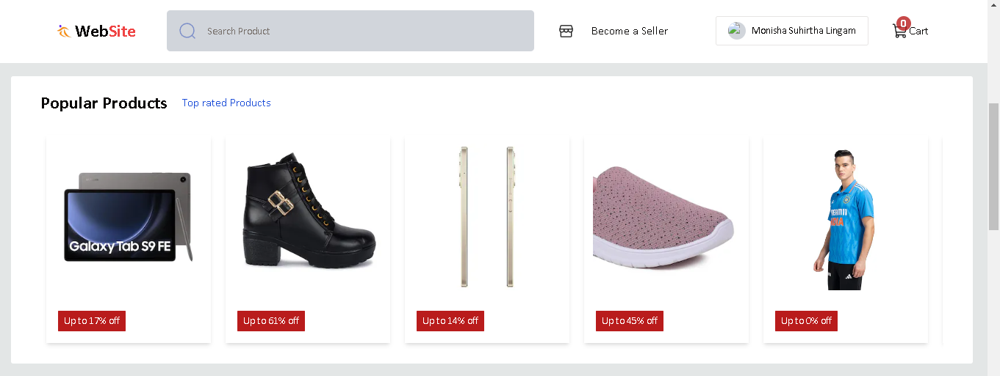 WebSite
Search Product
Become a Seller
Monisha Suhirtha Lingam
0
Cart
Popular Products
Top rated Products
Galaxy Tab S9 FE
Up to 17% off
Up to 61% off
Up to 14% off
Up to 45% off
Up to 0% off